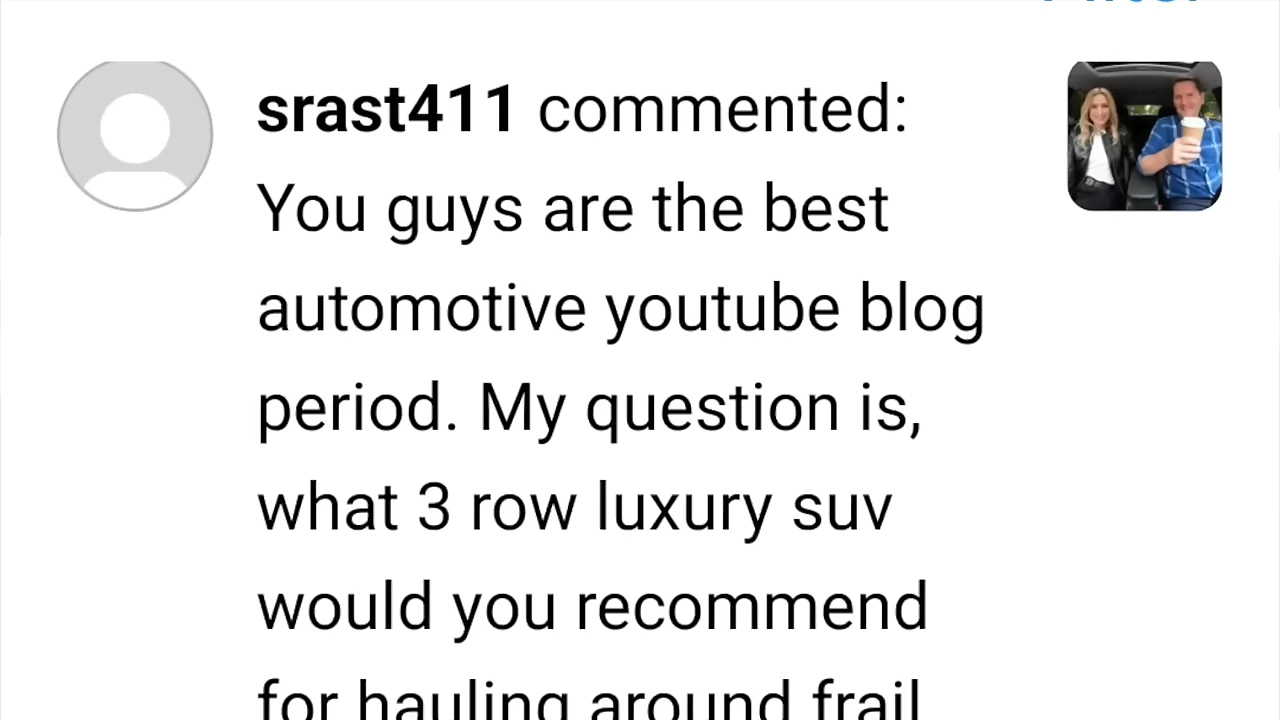 srast411 commented:
You guys are the best
automotive youtube blog
period. My question is,
what 3 row luxury suv
would you recommend
for hauling around frail